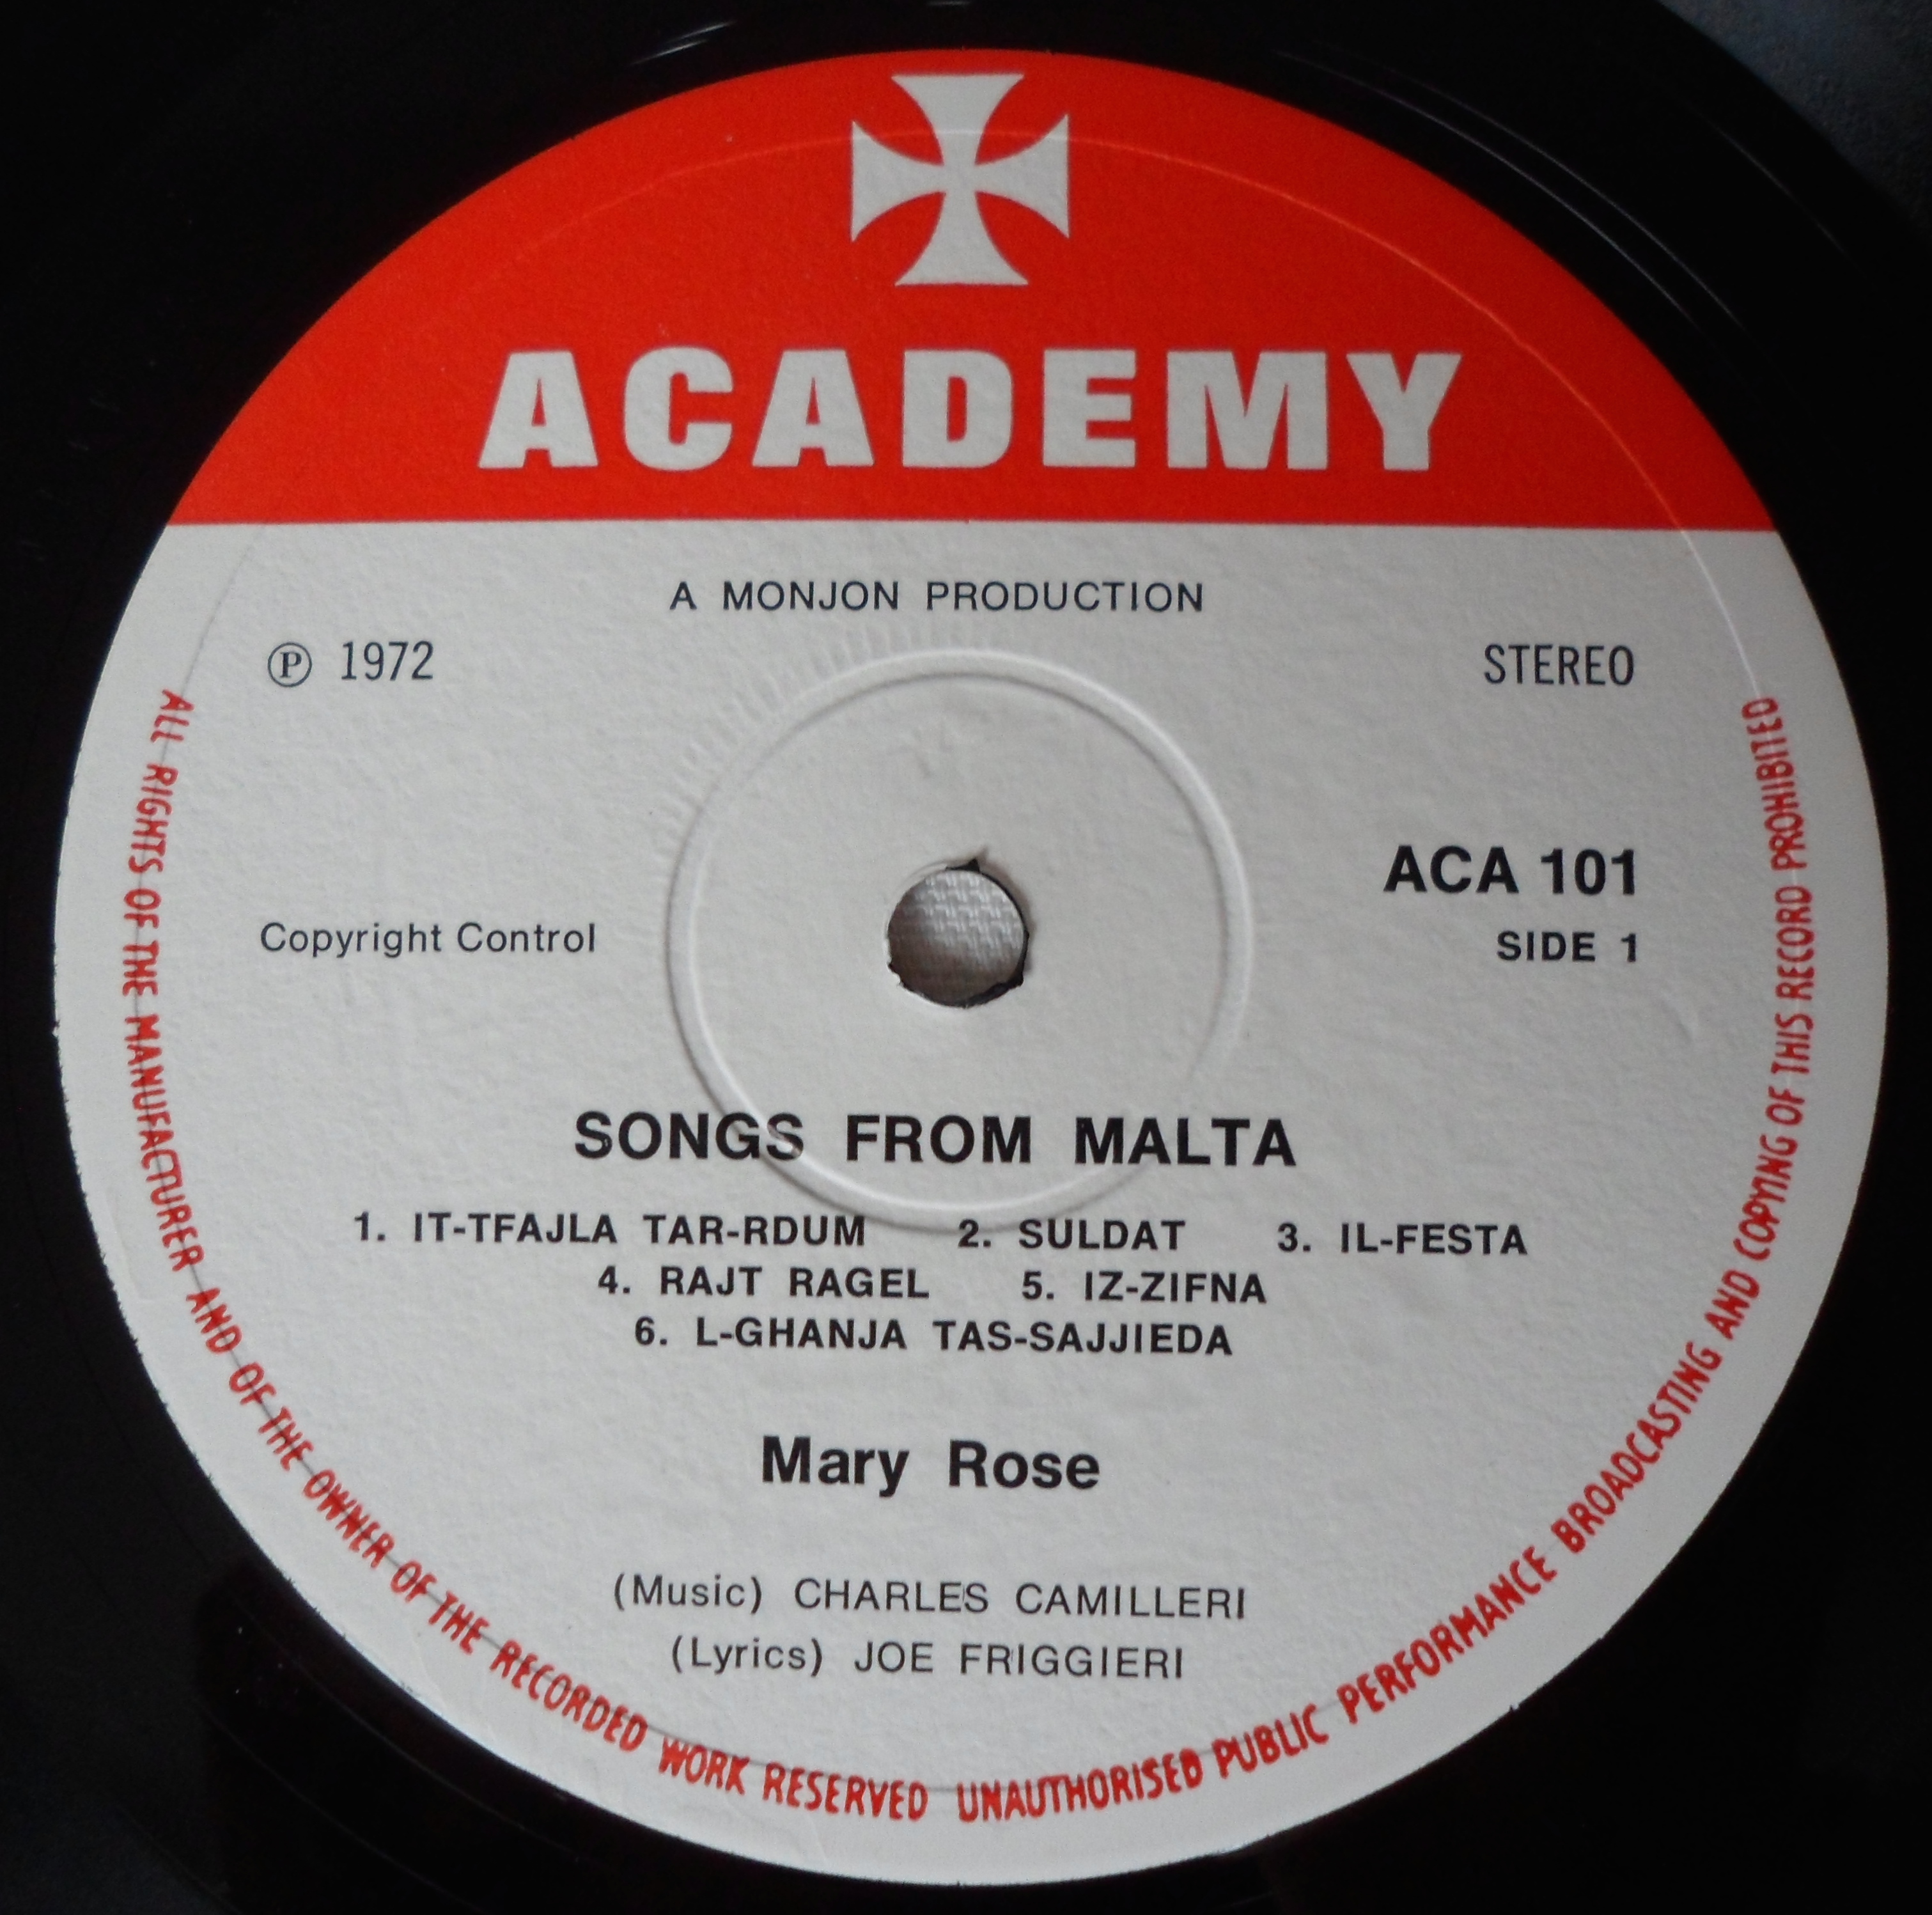 ACADEMY
A MONJON PRODUCTION
℗ 1972
STEREO
ACA 101
Copyright Control
SIDE 1
SONGS FROM MALTA
1. IT-TFAJLA TAR-RDUM 2. SULDAT 3. IL-FESTA
4. RAJT RAGEL 5. IZ-ZIFNA
6. L-GHANJA TAS-SAJJIEDA
Mary Rose
(Music) CHARLES CAMILLERI
(Lyrics) JOE FRIGGIERI
ALL RIGHTS OF THE MANUFACTURER AND OF THE OWNER OF THE RECORDED WORK RESERVED UNAUTHORISED PUBLIC PERFORMANCE BROADCASTING AND COPYING OF THIS RECORD PROHIBITED